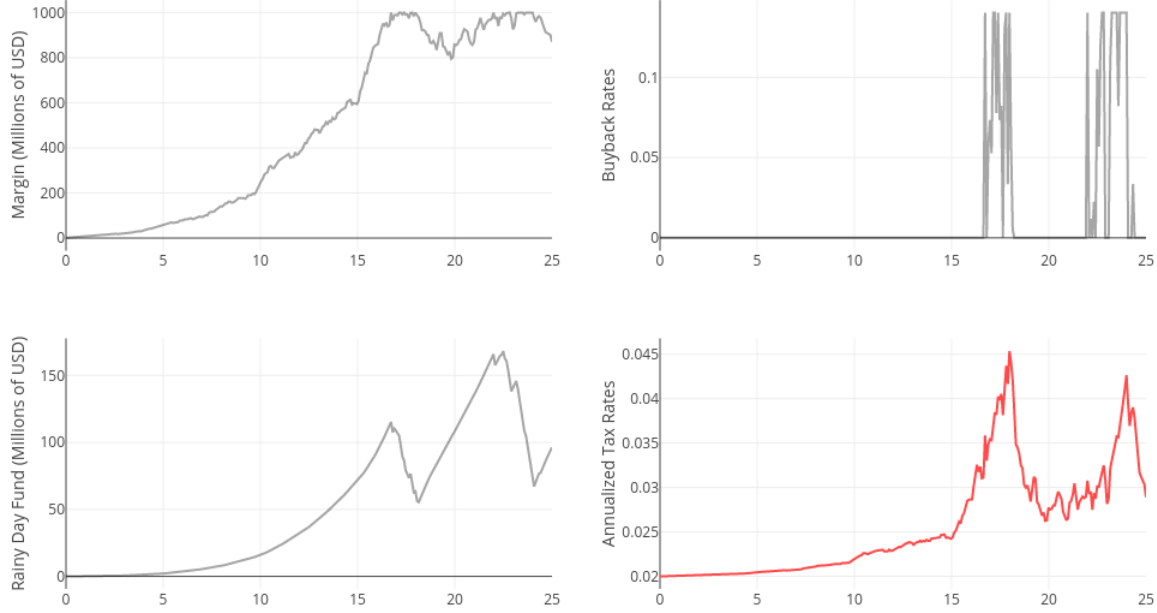 Margin (Millions of USD)
1000
800
600
400
200
0
0 5 10 15 20 25
Buyback Rates
0.1
0.05
0
0 5 10 15 20 25
Rainy Day Fund (Millions of USD)
150
100
50
0
0 5 10 15 20 25
Annualized Tax Rates
0.045
0.04
0.035
0.03
0.025
0.02
0 5 10 15 20 25